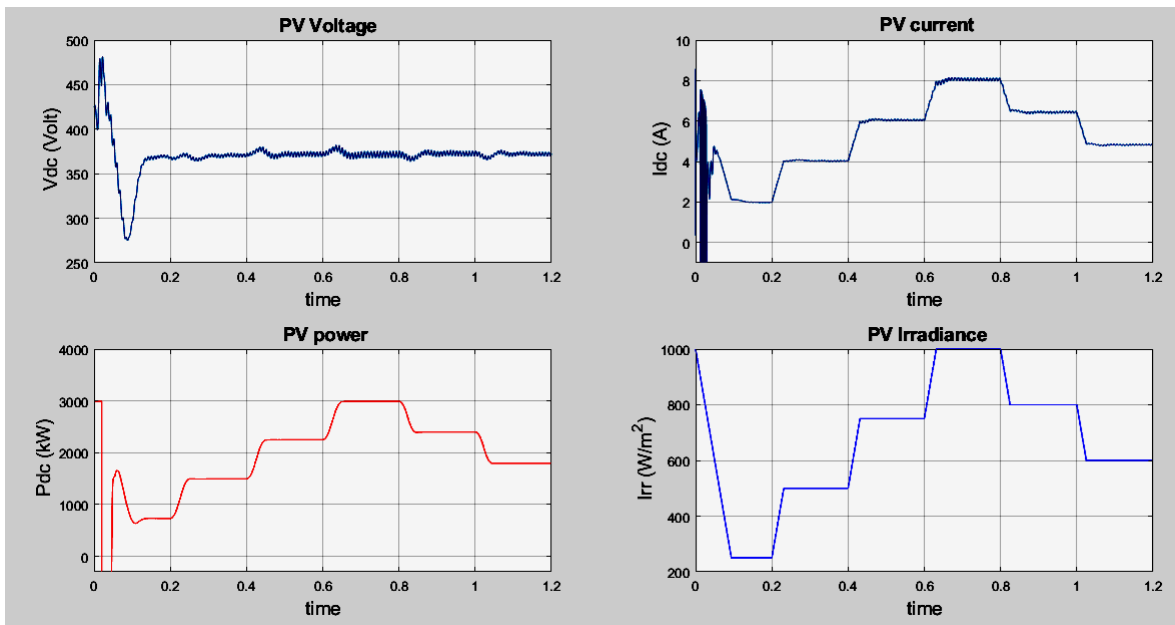 PV Voltage
500
450
400
350
300
250
Vdc (Volt)
0 0.2 0.4 0.6 0.8 1 1.2
time
PV current
10
8
6
4
2
0
Idc (A)
0 0.2 0.4 0.6 0.8 1 1.2
time
PV power
4000
3000
2000
1000
0
Pdc (kW)
0 0.2 0.4 0.6 0.8 1 1.2
time
PV Irradiance
1000
800
600
400
200
Irr (W/m²)
0 0.2 0.4 0.6 0.8 1 1.2
time